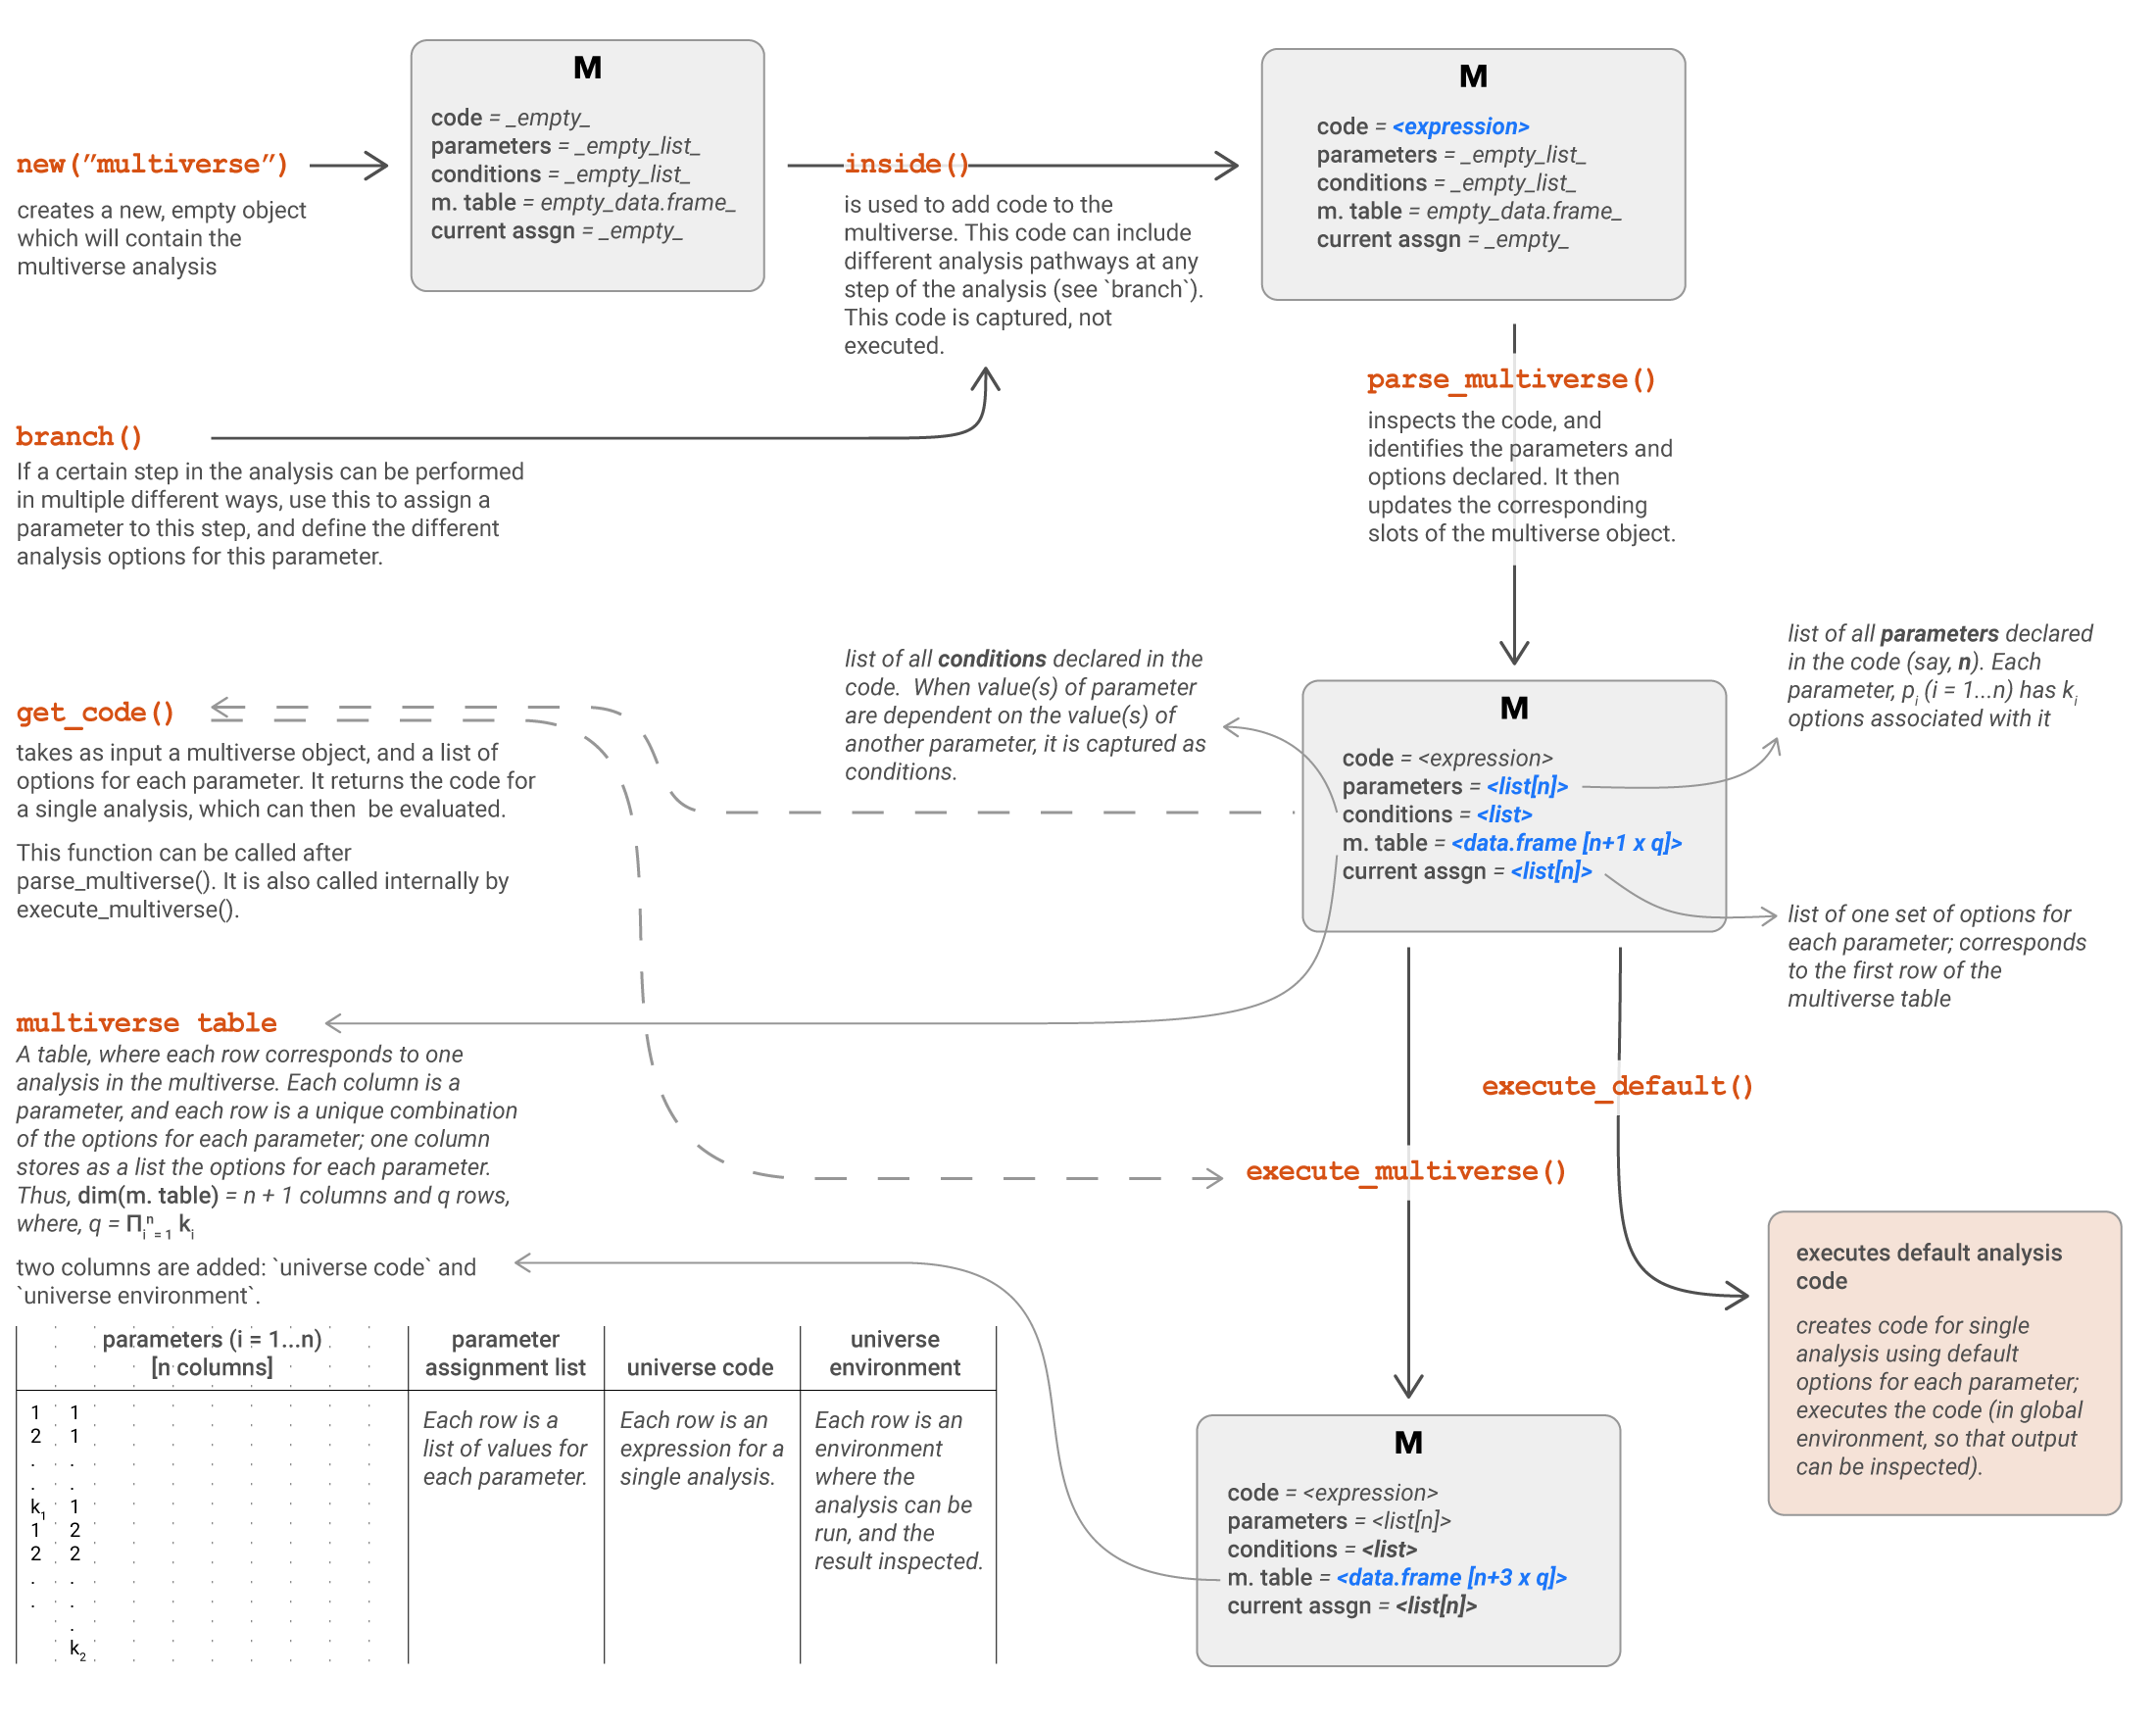 M
code = _empty_
parameters = _empty_list_
conditions = _empty_list_
m. table = empty_data.frame_
current assgn = _empty_
M
code = <expression>
parameters = _empty_list_
conditions = _empty_list_
m. table = empty_data.frame_
current assgn = _empty_
new("multiverse")
creates a new, empty object
which will contain the
multiverse analysis
inside()
is used to add code to the
multiverse. This code can include
different analysis pathways at any
step of the analysis (see `branch`).
This code is captured, not
executed.
parse_multiverse()
inspects the code, and
identifies the parameters and
options declared. It then
updates the corresponding
slots of the multiverse object.
branch()
If a certain step in the analysis can be performed
in multiple different ways, use this to assign a
parameter to this step, and define the different
analysis options for this parameter.
list of all parameters declared
in the code (say, n). Each
parameter, pi (i = 1...n) has ki
options associated with it
list of all conditions declared in the
code. When value(s) of parameter
are dependent on the value(s) of
another parameter, it is captured as
conditions.
M
code = <expression>
parameters = <list[n]>
conditions = <list>
m. table = <data.frame [n+1 x q]>
current assgn = <list[n]>
get_code()
takes as input a multiverse object, and a list of
options for each parameter. It returns the code for
a single analysis, which can then be evaluated.
This function can be called after
parse_multiverse(). It is also called internally by
execute_multiverse().
list of one set of options for
each parameter; corresponds
to the first row of the
multiverse table
multiverse table
A table, where each row corresponds to one
analysis in the multiverse. Each column is a
parameter, and each row is a unique combination
of the options for each parameter; one column
stores as a list the options for each parameter.
Thus, dim(m. table) = n + 1 columns and q rows,
where, q = Πi=1n ki
two columns are added: `universe code` and
`universe environment`.
execute_default()
execute_multiverse()
executes default analysis
code
creates code for single
analysis using default
options for each parameter;
executes the code (in global
environment, so that output
can be inspected).
parameters (i = 1...n)
[n columns]
parameter
assignment list
universe code
universe
environment
1 1
2 1
. .
. .
k1 1
1 2
2 2
. .
. .
.
k2
Each row is a
list of values for
each parameter.
Each row is an
expression for a
single analysis.
Each row is an
environment
where the
analysis can be
run, and the
result inspected.
M
code = <expression>
parameters = <list[n]>
conditions = <list>
m. table = <data.frame [n+3 x q]>
current assgn = <list[n]>